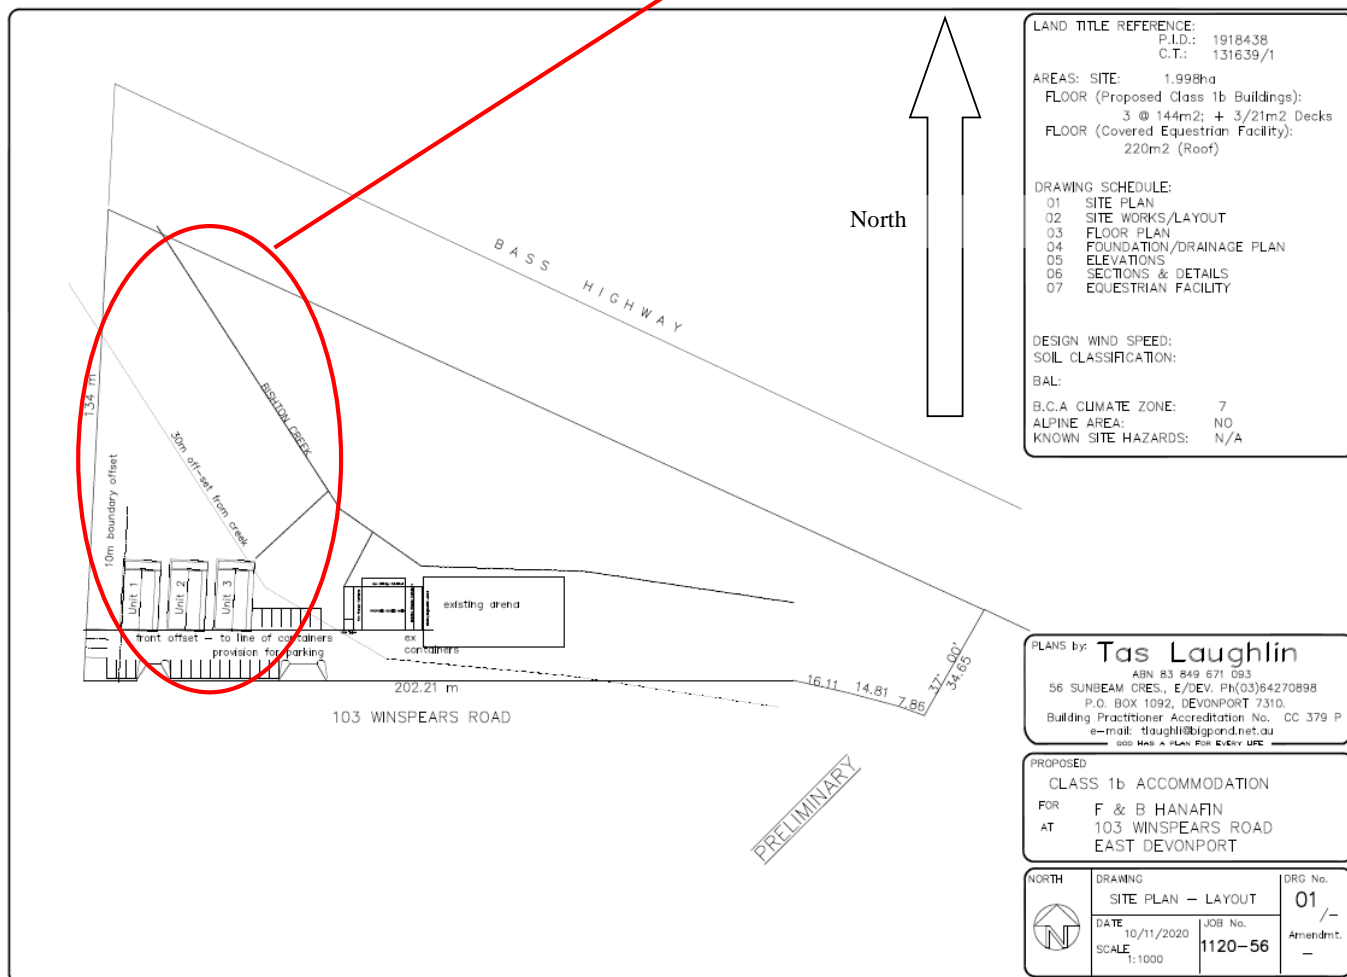 LAND TITLE REFERENCE:
P.I.D.: 1918438
C.T.: 131639/1
AREAS: SITE: 1.998ha
FLOOR (Proposed Class 1b Buildings):
3 @ 144m2; + 3/21m2 Decks
FLOOR (Covered Equestrian Facility):
220m2 (Roof)
DRAWING SCHEDULE:
01 SITE PLAN
02 SITE WORKS/LAYOUT
03 FLOOR PLAN
04 FOUNDATION/DRAINAGE PLAN
05 ELEVATIONS
06 SECTIONS & DETAILS
07 EQUESTRIAN FACILITY
DESIGN WIND SPEED:
SOIL CLASSIFICATION:
BAL:
B.C.A CLIMATE ZONE: 7
ALPINE AREA: NO
KNOWN SITE HAZARDS: N/A
North
BASS HIGHWAY
BISHTON CREEK
134 m
30m off-set from creek
10m boundary offset
Unit 1
Unit 2
Unit 3
existing arena
front offset – to line of containers
provision for parking
ex
containers
202.21 m
16.11
14.81
7.86
37° 00'
34.65
103 WINSPEARS ROAD
PRELIMINARY
PLANS by: Tas Laughlin
ABN 83 849 671 093
56 SUNBEAM CRES., E/DEV. Ph(03)64270898
P.O. BOX 1092, DEVONPORT 7310.
Building Practitioner Accreditation No. CC 379 P
e-mail: tlaughli@bigpond.net.au
GOD HAS A PLAN FOR EVERY LIFE
PROPOSED
CLASS 1b ACCOMMODATION
FOR F & B HANAFIN
AT 103 WINSPEARS ROAD
EAST DEVONPORT
NORTH
N
DRAWING
SITE PLAN – LAYOUT
DATE 10/11/2020
SCALE 1:1000
JOB No.
1120-56
DRG No.
01 /-
Amendmt.
–